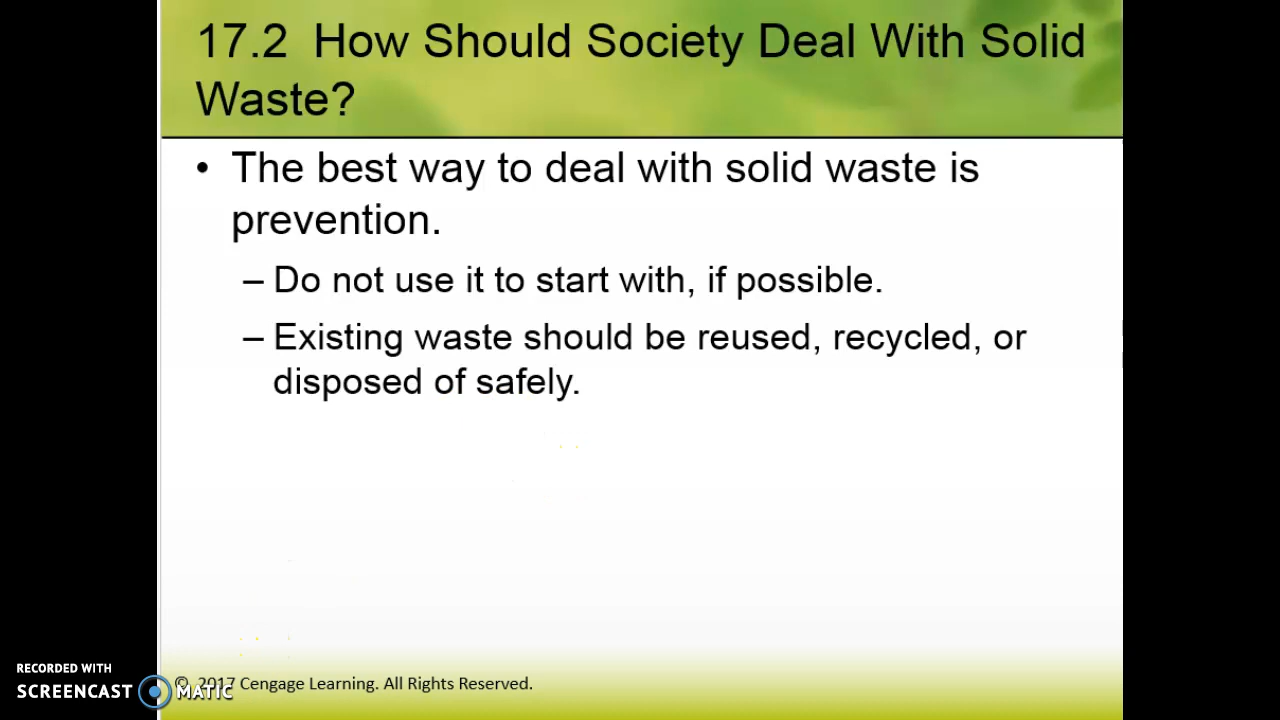 17.2  How Should Society Deal With Solid
Waste?
• The best way to deal with solid waste is
prevention.
– Do not use it to start with, if possible.
– Existing waste should be reused, recycled, or
disposed of safely.
RECORDED WITH
SCREENCAST MATIC
© 2017 Cengage Learning. All Rights Reserved.